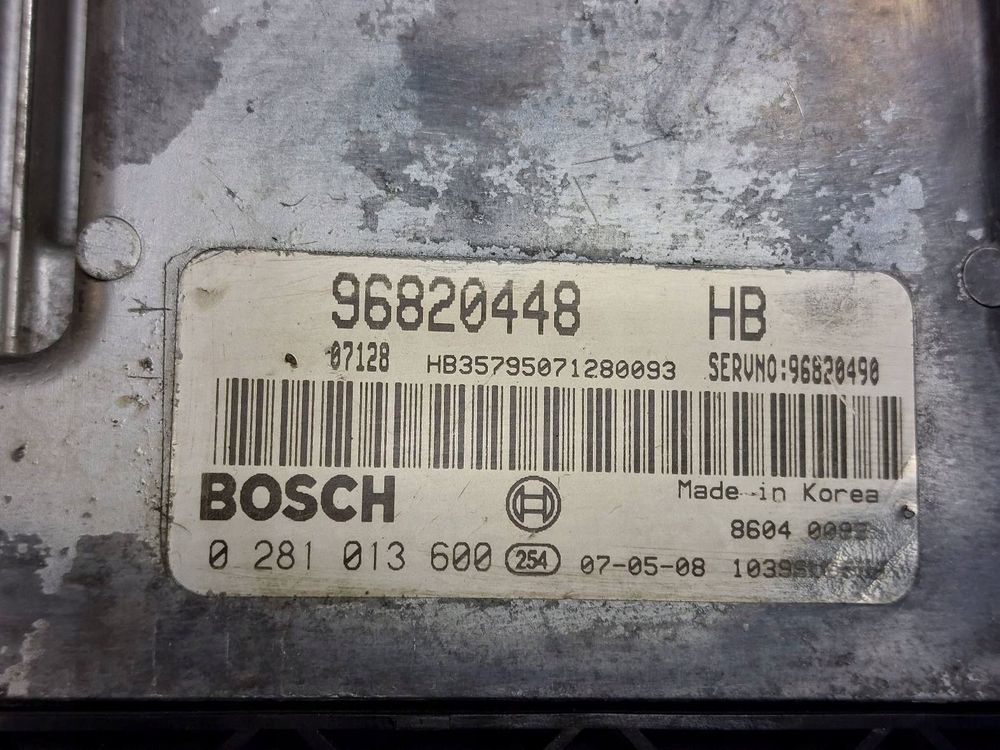 96820448 HB
07128 HB35795071280093 SERVNO:96820490
BOSCH
Made in Korea
8604
0 281 013 600 254 07-05-08